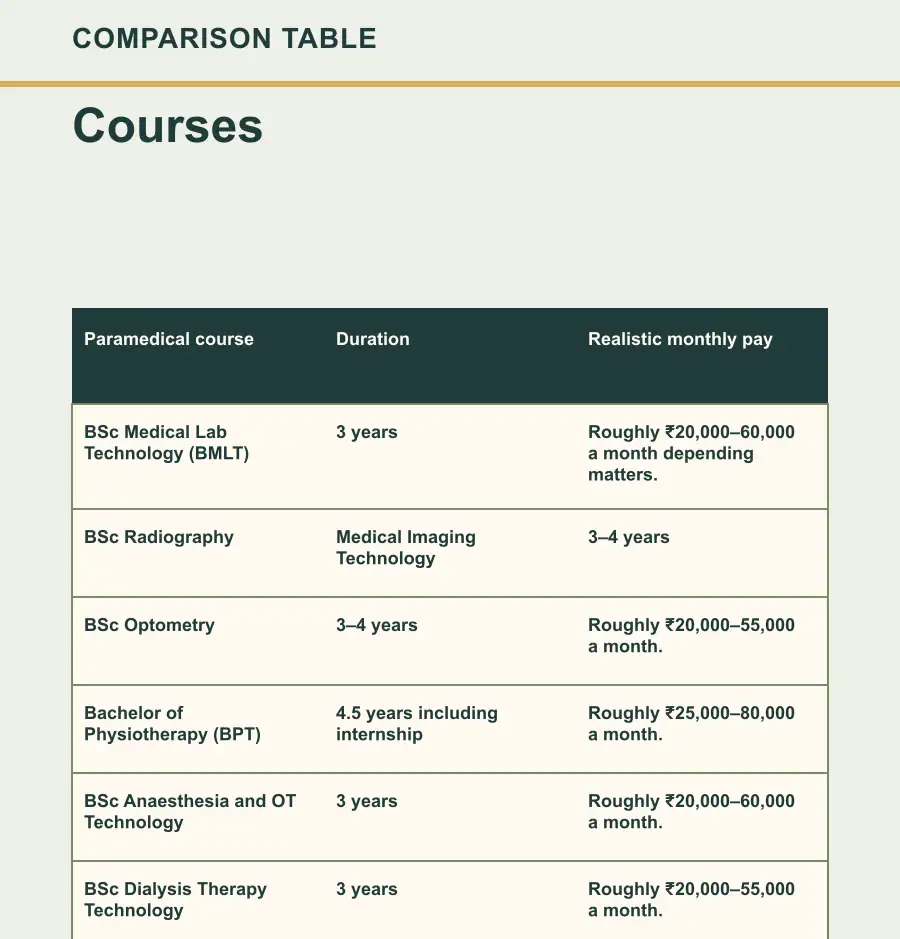 COMPARISON TABLE
Courses
Paramedical course
Duration
Realistic monthly pay
BSc Medical Lab
Technology (BMLT)
3 years
Roughly ₹20,000–60,000
a month depending
matters.
BSc Radiography
Medical Imaging
Technology
3–4 years
BSc Optometry
3–4 years
Roughly ₹20,000–55,000
a month.
Bachelor of
Physiotherapy (BPT)
4.5 years including
internship
Roughly ₹25,000–80,000
a month.
BSc Anaesthesia and OT
Technology
3 years
Roughly ₹20,000–60,000
a month.
BSc Dialysis Therapy
Technology
3 years
Roughly ₹20,000–55,000
a month.